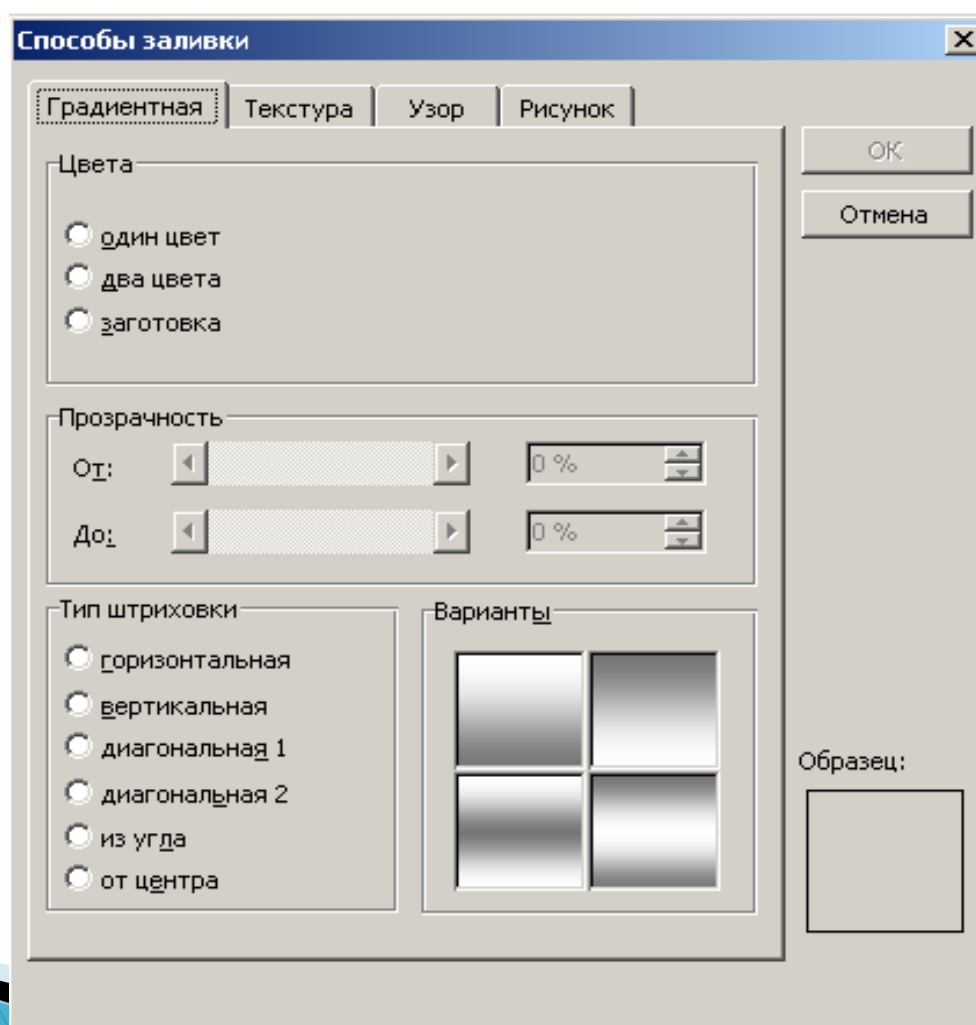 Способы заливки
Градиентная Текстура Узор Рисунок
ОК
Отмена
Цвета
один цвет
два цвета
заготовка
Прозрачность
От: 0 %
До: 0 %
Тип штриховки
горизонтальная
вертикальная
диагональная 1
диагональная 2
из угла
от центра
Варианты
Образец: